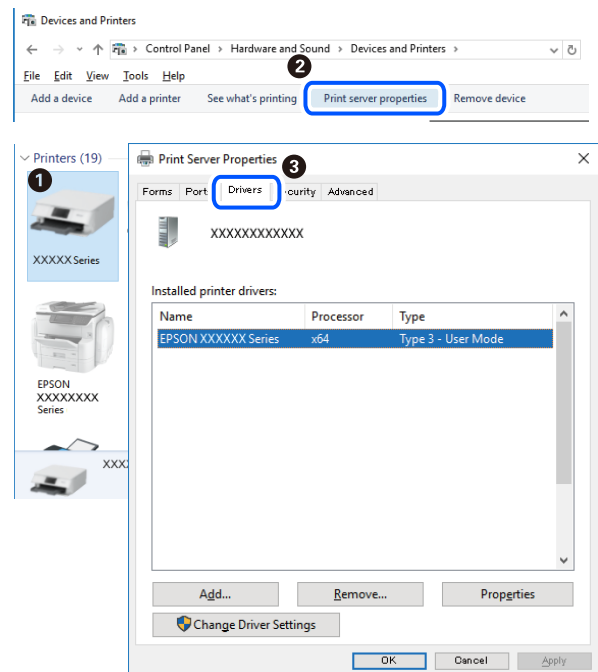 Devices and Printers
Control Panel > Hardware and Sound > Devices and Printers >
2
File Edit View Tools Help
Add a device Add a printer See what's printing Print server properties Remove device
Printers (19)
1
XXXXX Series
EPSON
XXXXXXXX
Series
XXX
Print Server Properties
3
Forms Port Drivers curity Advanced
XXXXXXXXXXXX
Installed printer drivers:
Name Processor Type
EPSON XXXXXX Series x64 Type 3 - User Mode
Add... Remove... Properties
Change Driver Settings
OK Cancel Apply